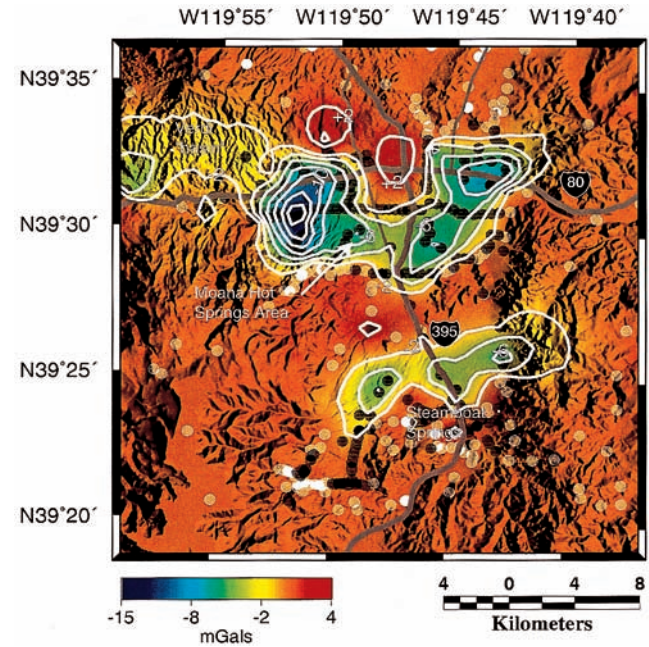 W119°55′ W119°50′ W119°45′ W119°40′
N39°35′
+2
+2
80
N39°30′
Moana Hot
Springs Area
-2
395
N39°25′
Steamboat
Springs
N39°20′
-15 -8 -2 4
mGals
4 0 4 8
Kilometers